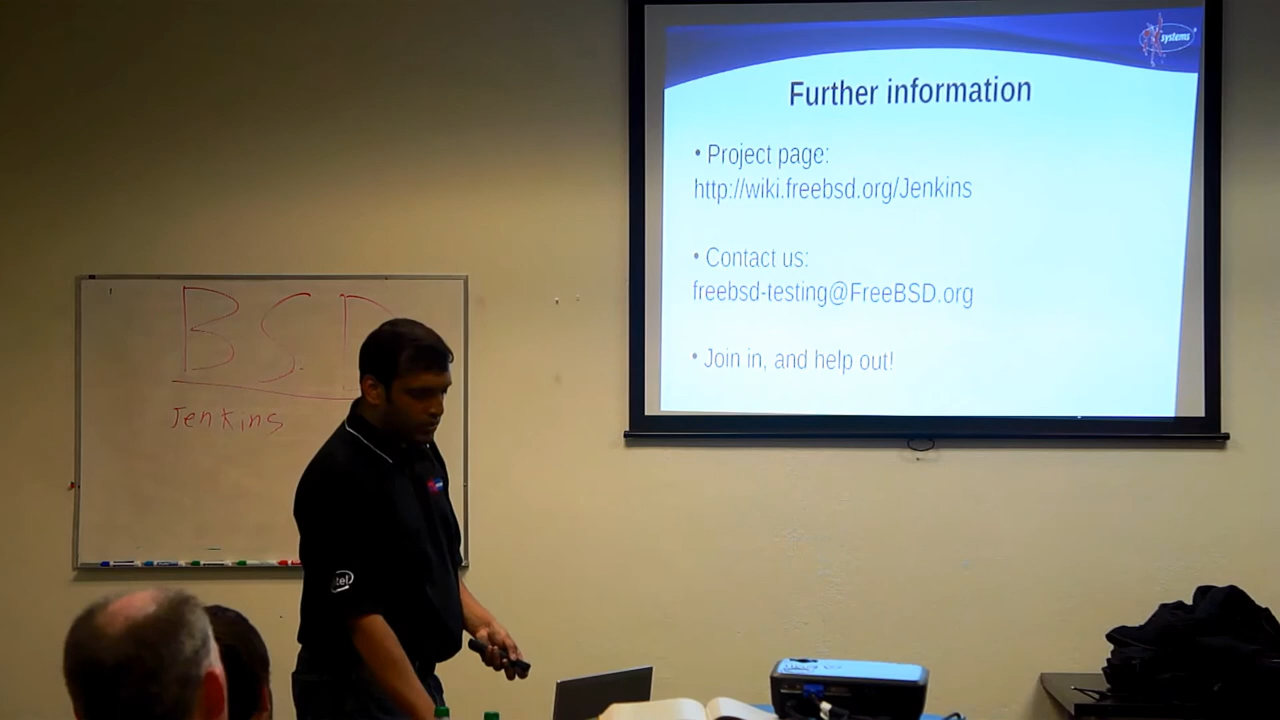 systems
Further information
• Project page:
http://wiki.freebsd.org/Jenkins
• Contact us:
freebsd-testing@FreeBSD.org
• Join in, and help out!
BSD
Jenkins